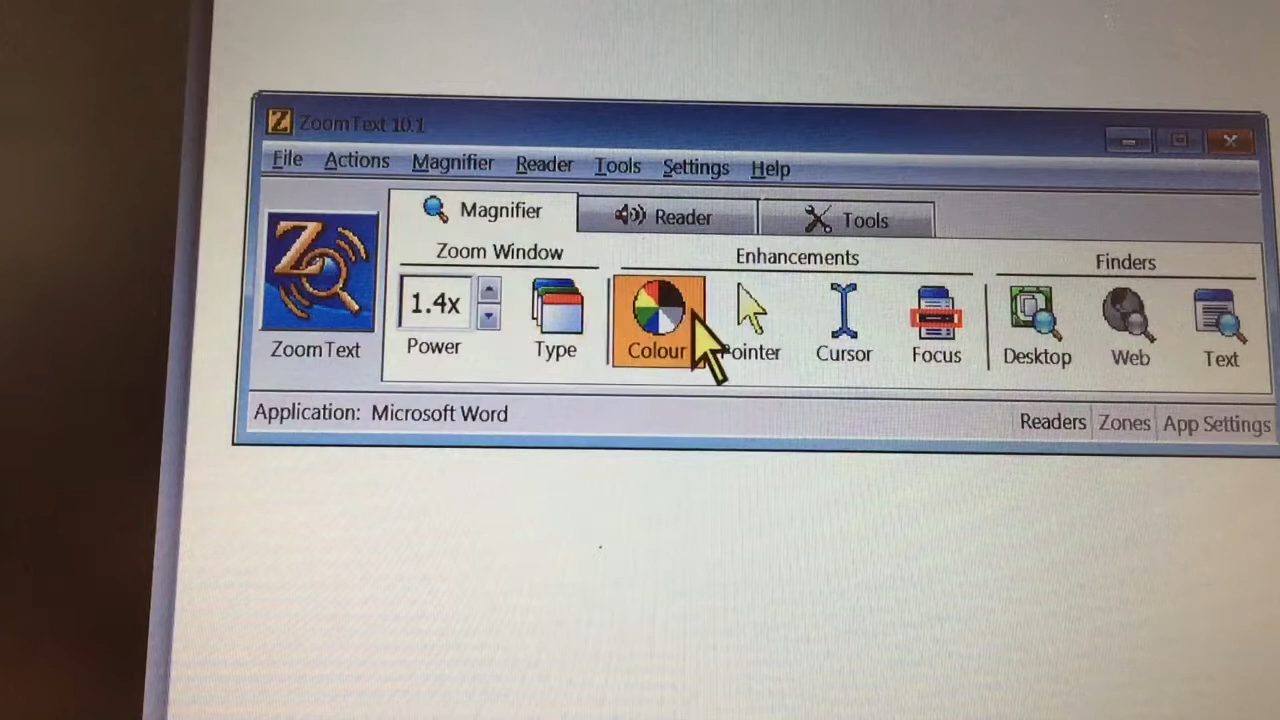 ZoomText 10.1
File Actions Magnifier Reader Tools Settings Help
Magnifier Reader Tools
Zoom Window Enhancements Finders
1.4x
Power Type Colour Pointer Cursor Focus Desktop Web Text
ZoomText
Application: Microsoft Word
Readers Zones App Settings